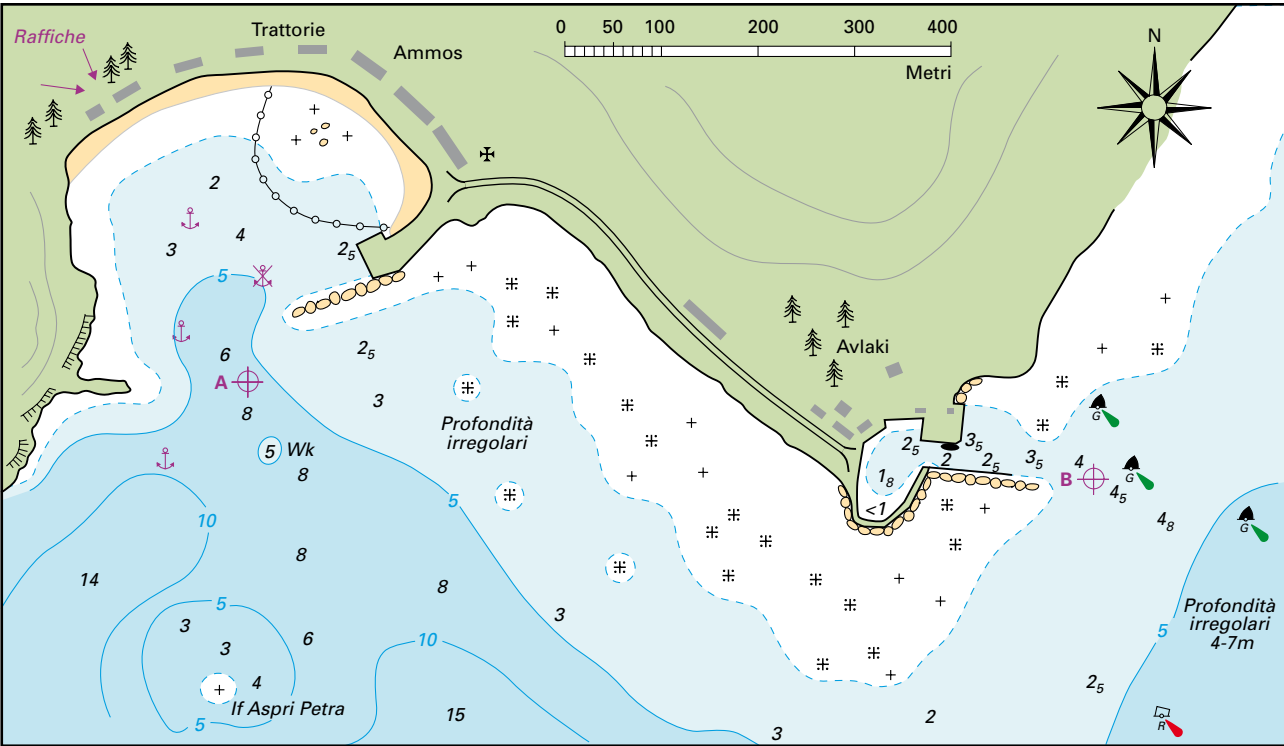 Raffiche
Trattorie
Ammos
0 50 100 200 300 400
Metri
N
2
3
4
2₅
5
6
A
8
5 Wk
8
2₅
3
Profondità
irregolari
5
Avlaki
2₅
1₈
<1
2
3₅
2₅
3₅
4
B
4₅
4₈
G
G
G
10
14
8
8
3
5
3
3
6
4
If Aspri Petra
5
10
15
3
2
2₅
Profondità
irregolari
4-7m
5
R